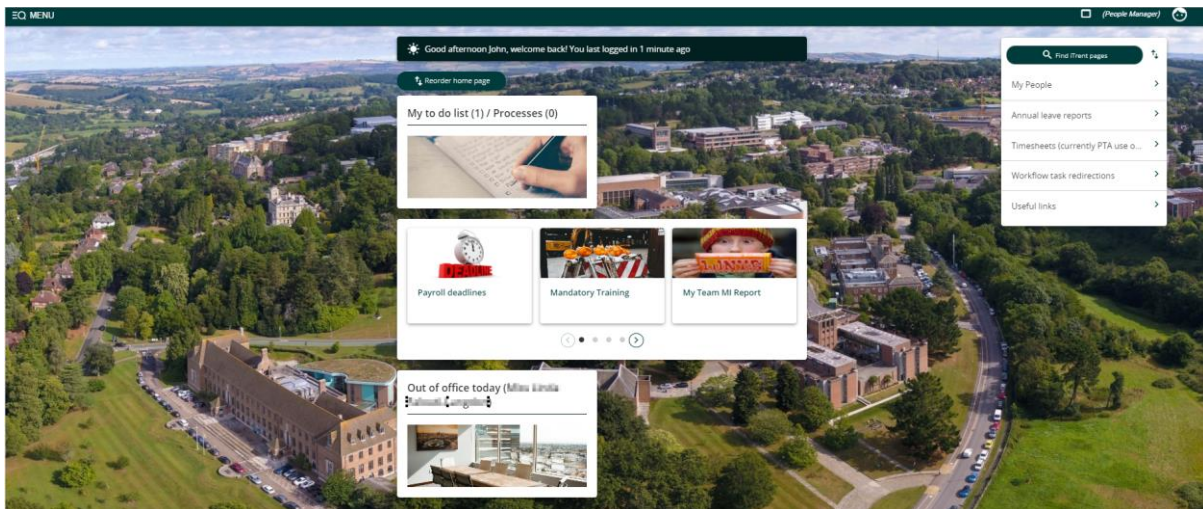 MENU
(People Manager)
Good afternoon John, welcome back! You last logged in 1 minute ago
Reorder home page
My to do list (1) / Processes (0)
Payroll deadlines
DEADLINE
Mandatory Training
LINKS
My Team MI Report
Out of office today (
Find iTrent pages
My People
Annual leave reports
Timesheets (currently PTA use o...
Workflow task redirections
Useful links